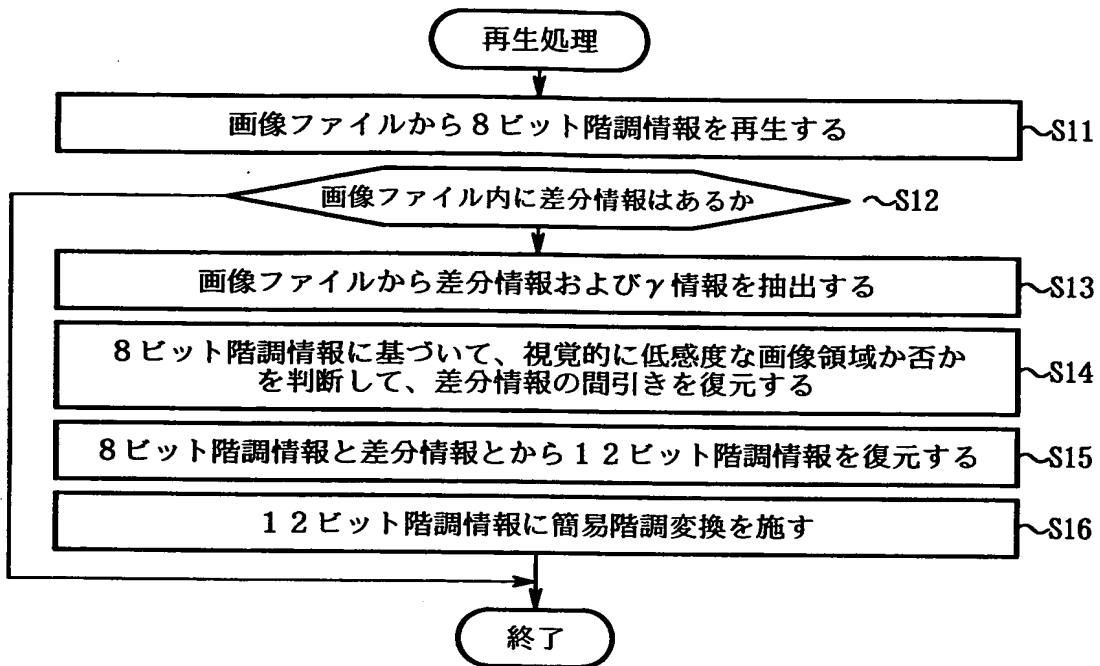 再生処理
画像ファイルから８ビット階調情報を再生する
～S11
画像ファイル内に差分情報はあるか
～S12
画像ファイルから差分情報およびγ情報を抽出する
～S13
８ビット階調情報に基づいて、視覚的に低感度な画像領域か否か
を判断して、差分情報の間引きを復元する
～S14
８ビット階調情報と差分情報とから１２ビット階調情報を復元する
～S15
１２ビット階調情報に簡易階調変換を施す
～S16
終了